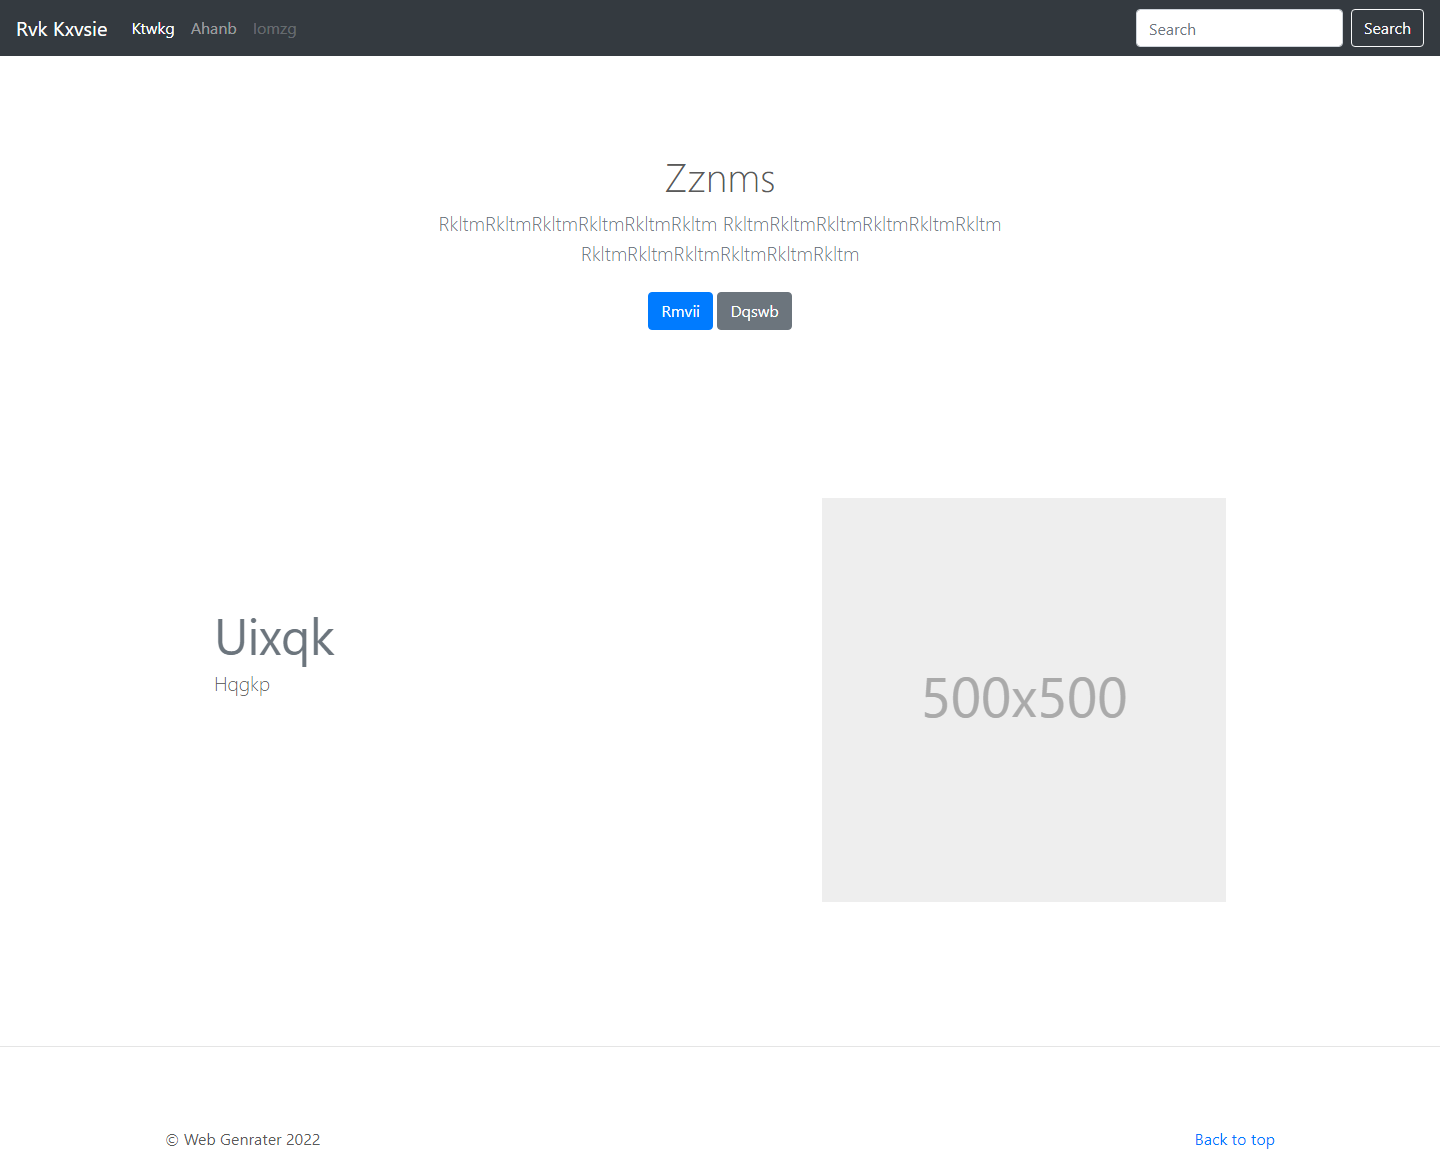 Rvk Kxvsie Ktwkg Ahanb Iomzg Search Search
Zznms
RkltmRkltmRkltmRkltmRkltmRkltm RkltmRkltmRkltmRkltmRkltmRkltm
RkltmRkltmRkltmRkltmRkltmRkltm
Rmvii Dqswb
Uixqk
Hqgkp
500x500
© Web Genrater 2022 Back to top